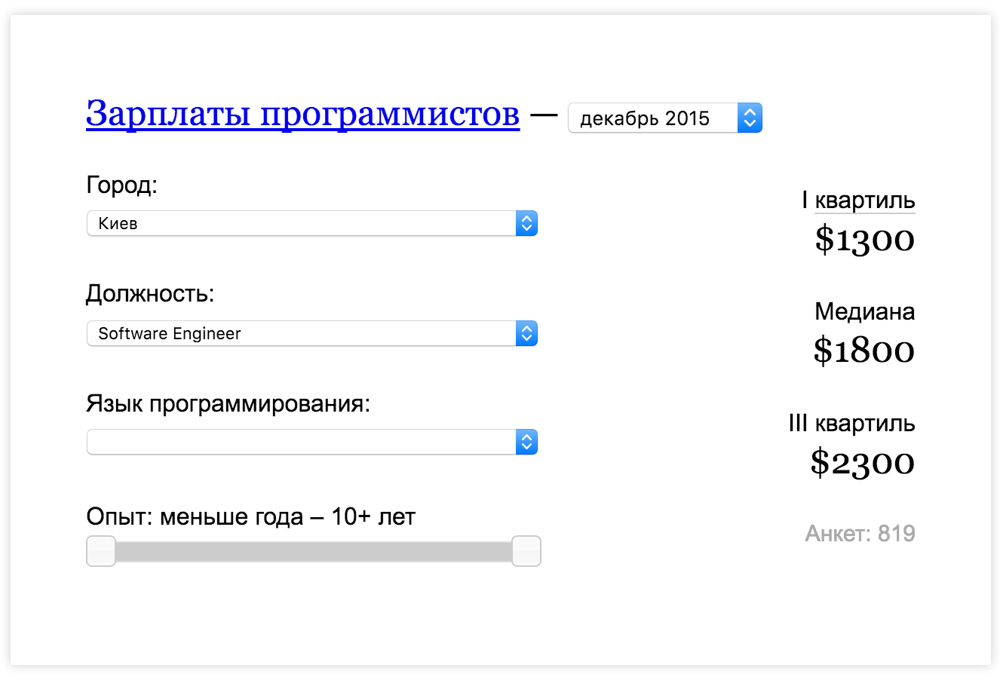 Зарплаты программистов — декабрь 2015
Город:
Киев
Должность:
Software Engineer
Язык программирования:
Опыт: меньше года – 10+ лет
I квартиль
$1300
Медиана
$1800
III квартиль
$2300
Анкет: 819